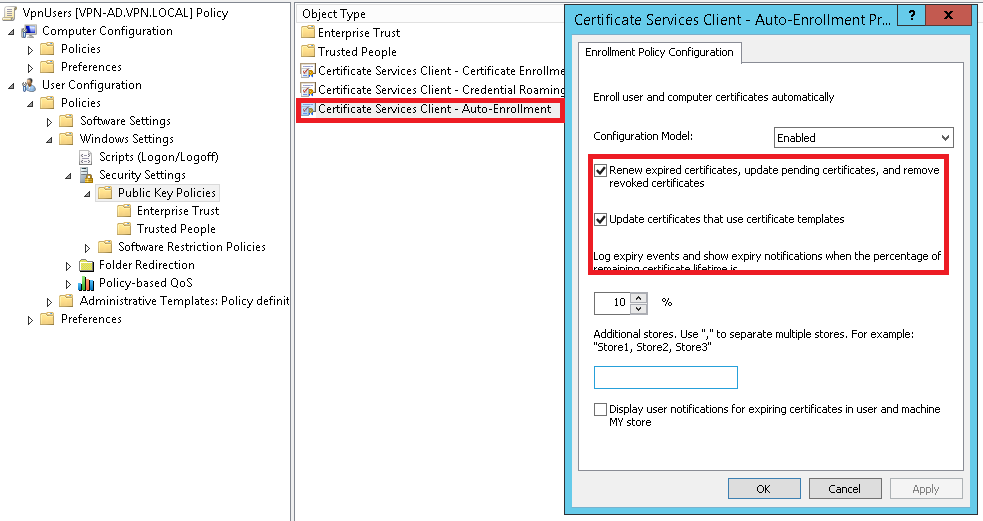 VpnUsers [VPN-AD.VPN.LOCAL] Policy
Computer Configuration
Policies
Preferences
User Configuration
Policies
Software Settings
Windows Settings
Scripts (Logon/Logoff)
Security Settings
Public Key Policies
Enterprise Trust
Trusted People
Software Restriction Policies
Folder Redirection
Policy-based QoS
Administrative Templates: Policy definit
Preferences
Object Type
Enterprise Trust
Trusted People
Certificate Services Client - Certificate Enrollme
Certificate Services Client - Credential Roaming
Certificate Services Client - Auto-Enrollment
Certificate Services Client - Auto-Enrollment Pr...
?
x
Enrollment Policy Configuration
Enroll user and computer certificates automatically
Configuration Model:
Enabled
Renew expired certificates, update pending certificates, and remove
revoked certificates
Update certificates that use certificate templates
Log expiry events and show expiry notifications when the percentage of
remaining certificate lifetime is
10 %
Additional stores. Use "," to separate multiple stores. For example:
"Store1, Store2, Store3"
Display user notifications for expiring certificates in user and machine
MY store
OK
Cancel
Apply